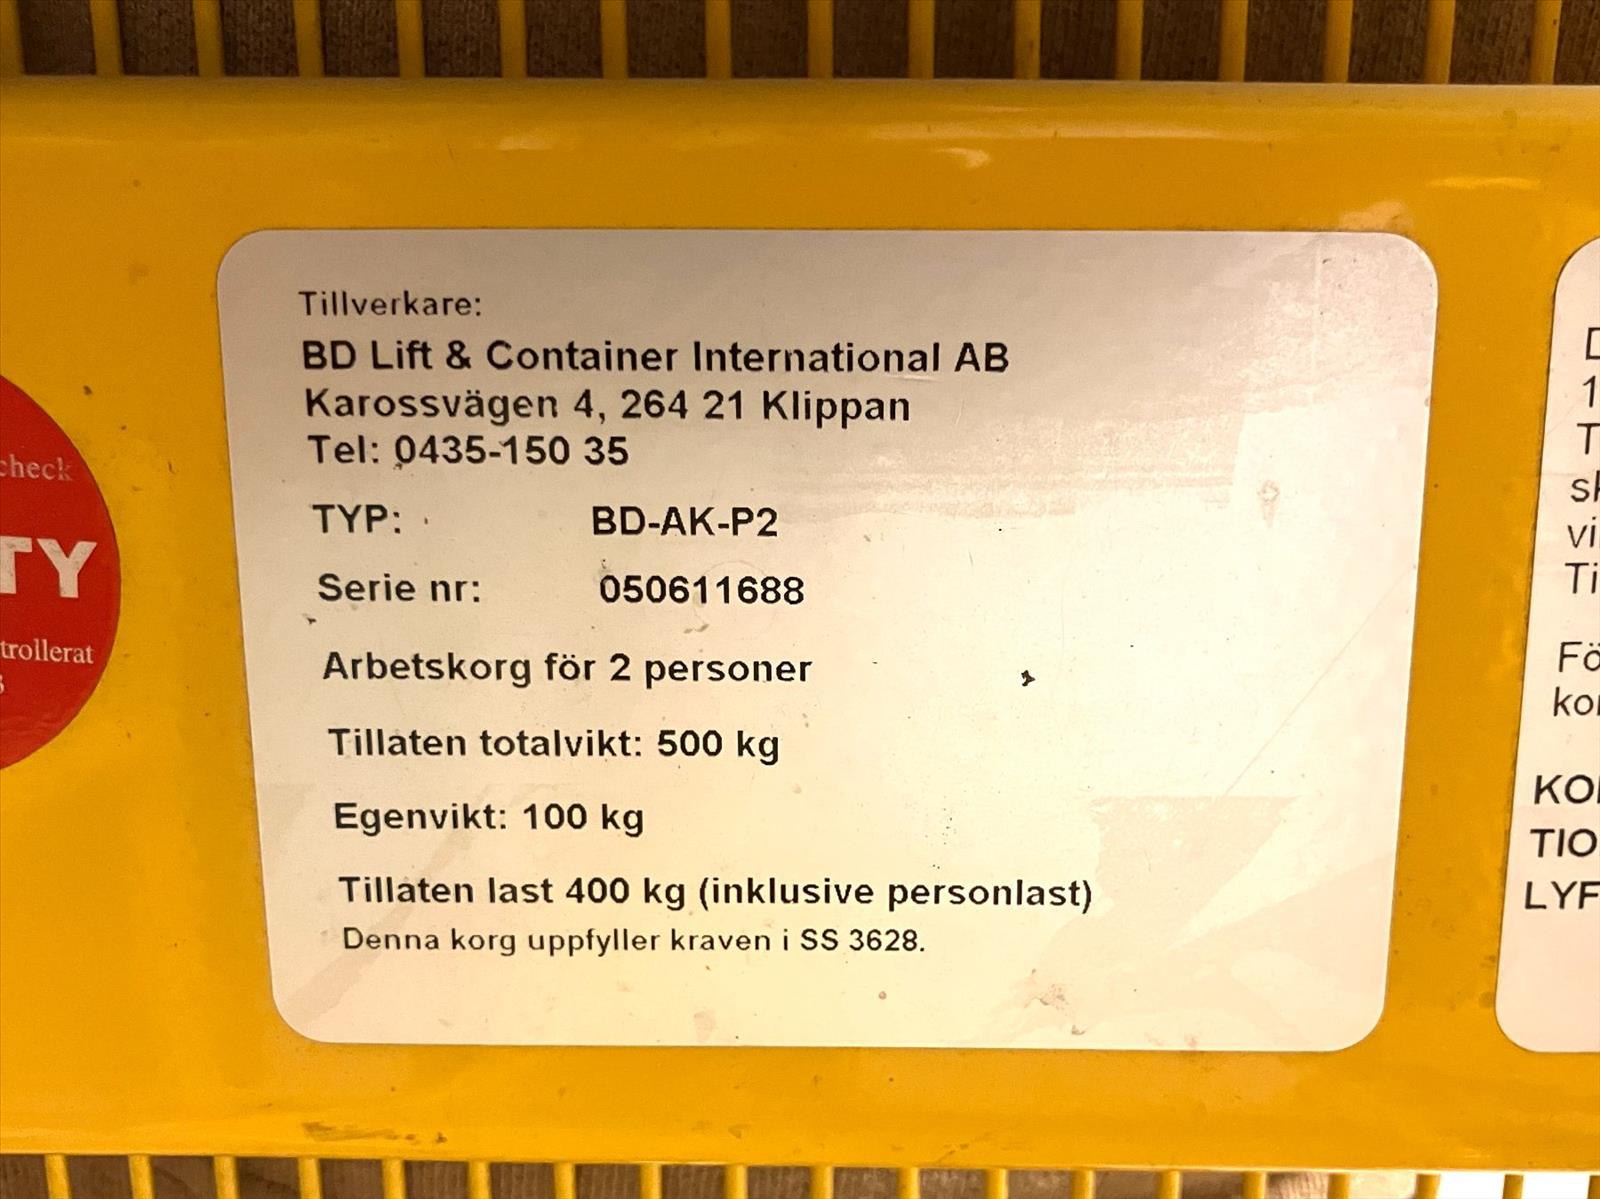 Tillverkare:
BD Lift & Container International AB
Karossvägen 4, 264 21 Klippan
Tel: 0435-150 35
TYP: BD-AK-P2
Serie nr: 050611688
Arbetskorg för 2 personer
Tillåten totalvikt: 500 kg
Egenvikt: 100 kg
Tillåten last 400 kg (inklusive personlast)
Denna korg uppfyller kraven i SS 3628.
check
TY
trollerat